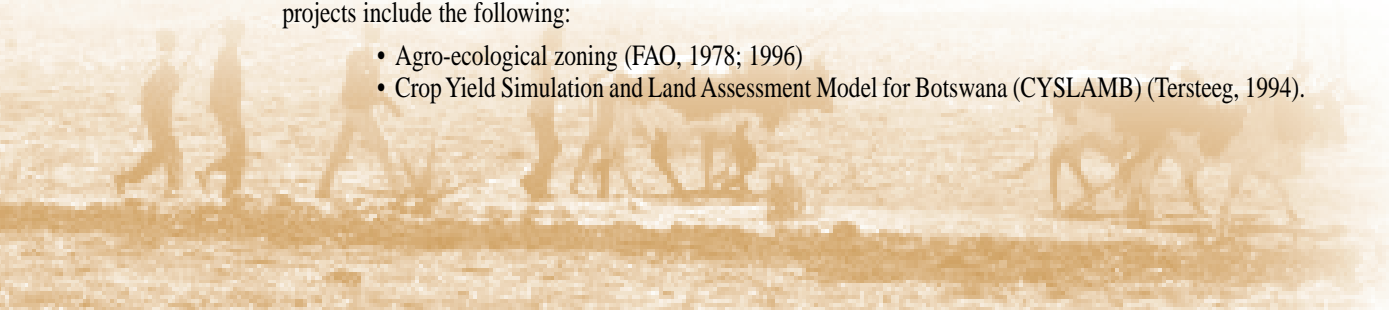 projects include the following:
• Agro-ecological zoning (FAO, 1978; 1996)
• Crop Yield Simulation and Land Assessment Model for Botswana (CYSLAMB) (Tersteeg, 1994).